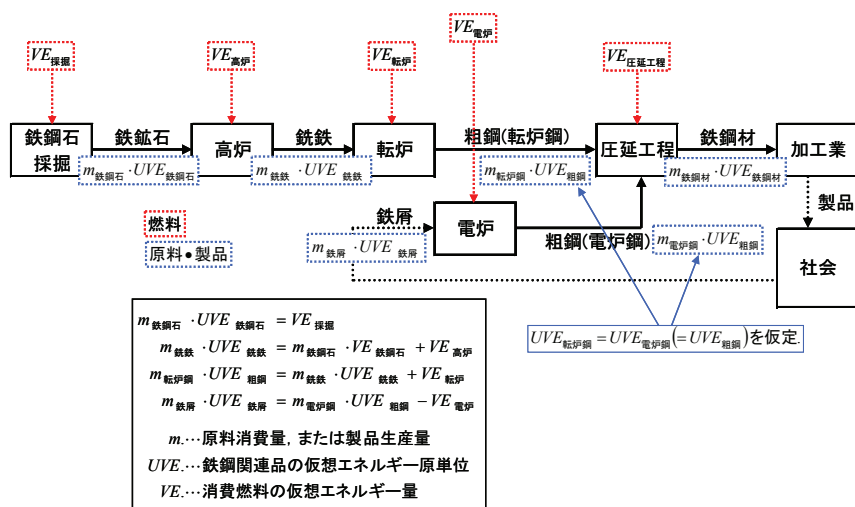 VE電炉
VE採掘
VE高炉
VE転炉
VE圧延工程
鉄鋼石
採掘
鉄鉱石
高炉
銑鉄
転炉
粗鋼(転炉鋼)
圧延工程
鉄鋼材
加工業
m鉄鋼石・UVE鉄鋼石
m銑鉄・UVE銑鉄
m転炉鋼・UVE粗鋼
m鉄鋼材・UVE鉄鋼材
製品
燃料
原料●製品
鉄屑
m鉄屑・UVE鉄屑
電炉
粗鋼(電炉鋼)
m電炉鋼・UVE粗鋼
社会
UVE転炉鋼=UVE電炉鋼(=UVE粗鋼)を仮定.
m鉄鋼石・UVE鉄鋼石=VE採掘
m銑鉄・UVE銑鉄=m鉄鋼石・VE鉄鋼石+VE高炉
m転炉鋼・UVE粗鋼=m銑鉄・UVE銑鉄+VE転炉
m鉄屑・UVE鉄屑=m電炉鋼・UVE粗鋼-VE電炉
m.…原料消費量, または製品生産量
UVE.…鉄鋼関連品の仮想エネルギー原単位
VE.…消費燃料の仮想エネルギー量